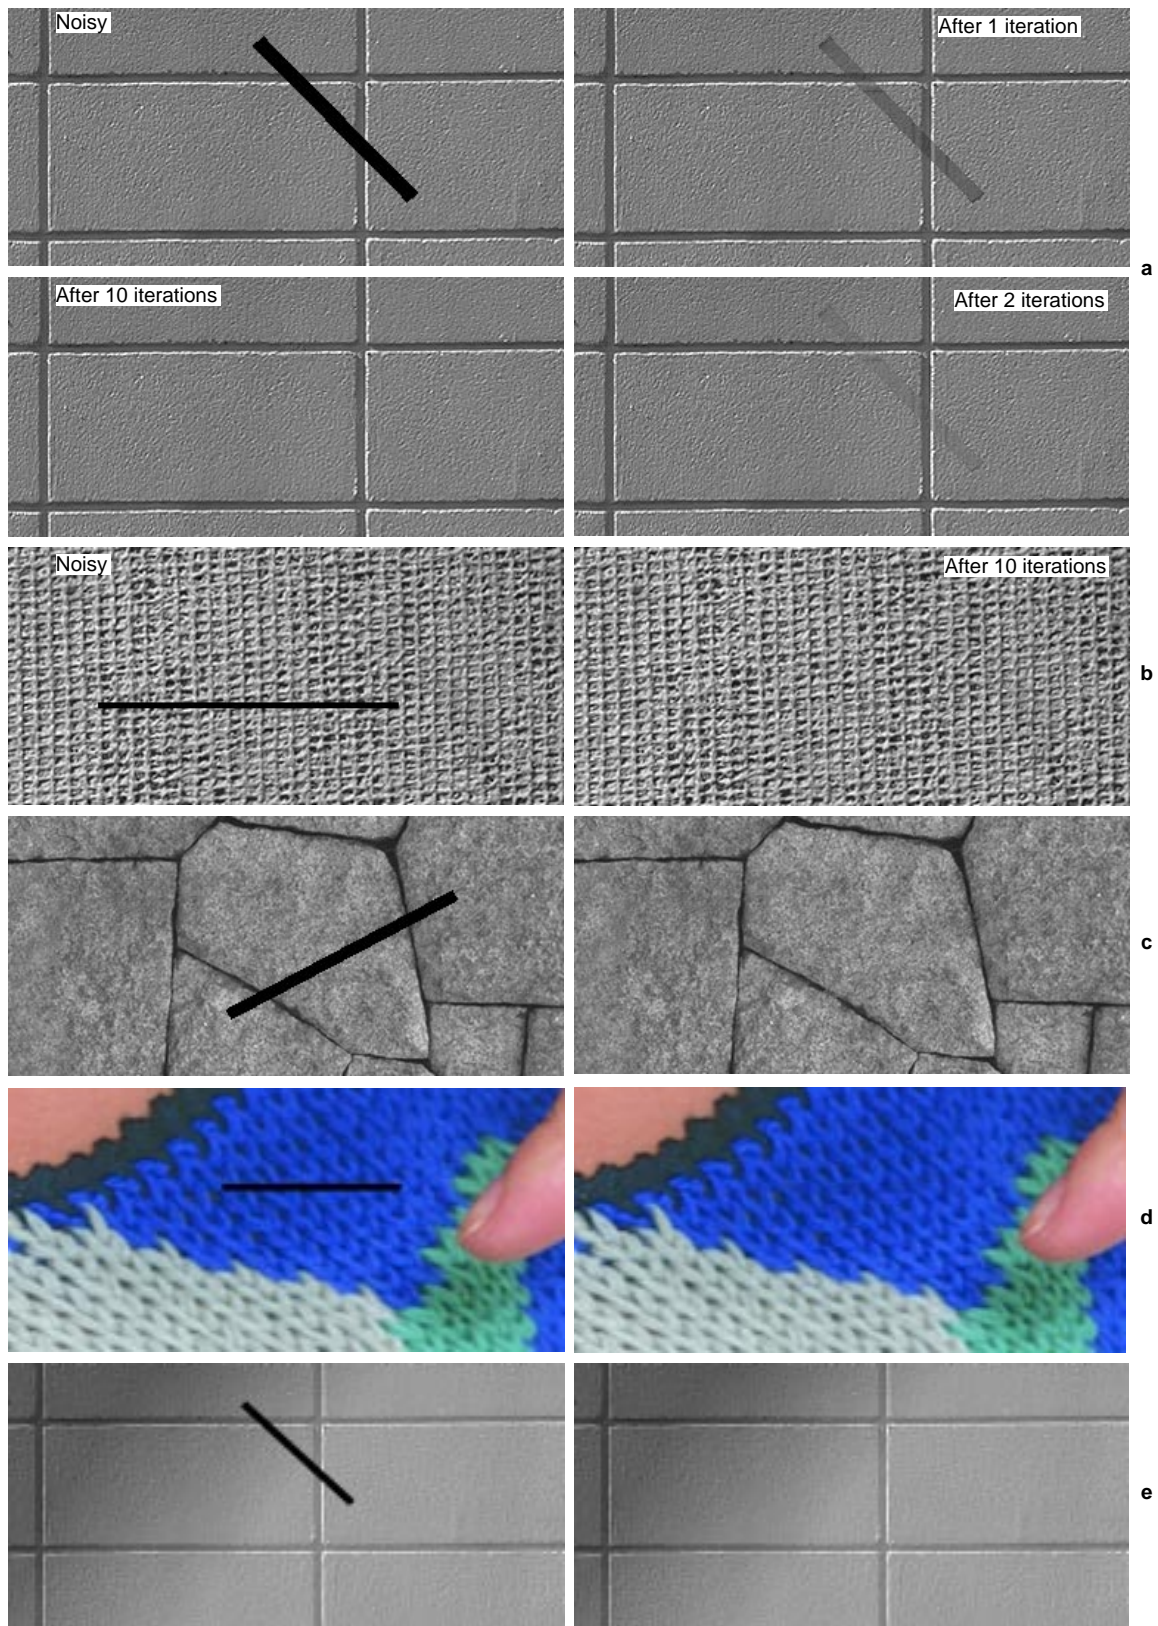 Noisy
After 1 iteration
a
After 10 iterations
After 2 iterations
Noisy
After 10 iterations
b
c
d
e